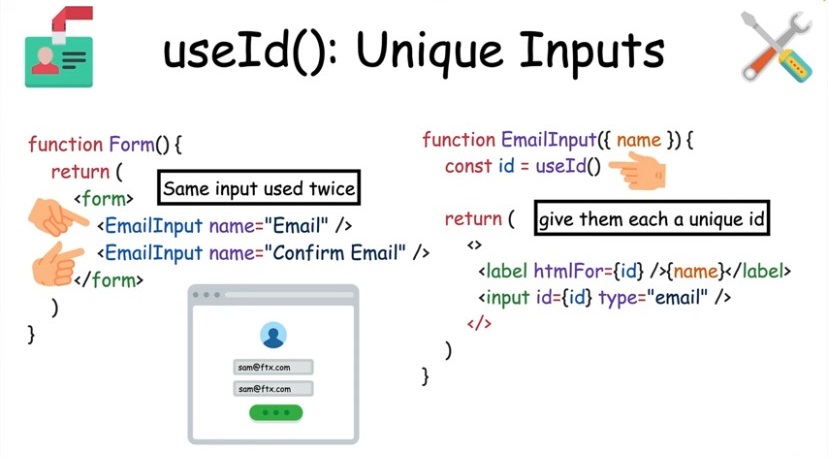 useId(): Unique Inputs
function Form() {
return (
<form>
Same input used twice
<EmailInput name="Email" />
<EmailInput name="Confirm Email" />
</form>
)
}
sam@ftx.com
sam@ftx.com
function EmailInput({ name }) {
const id = useId()
return (
give them each a unique id
<>
<label htmlFor={id} />{name}</label>
<input id={id} type="email" />
</>
)
}